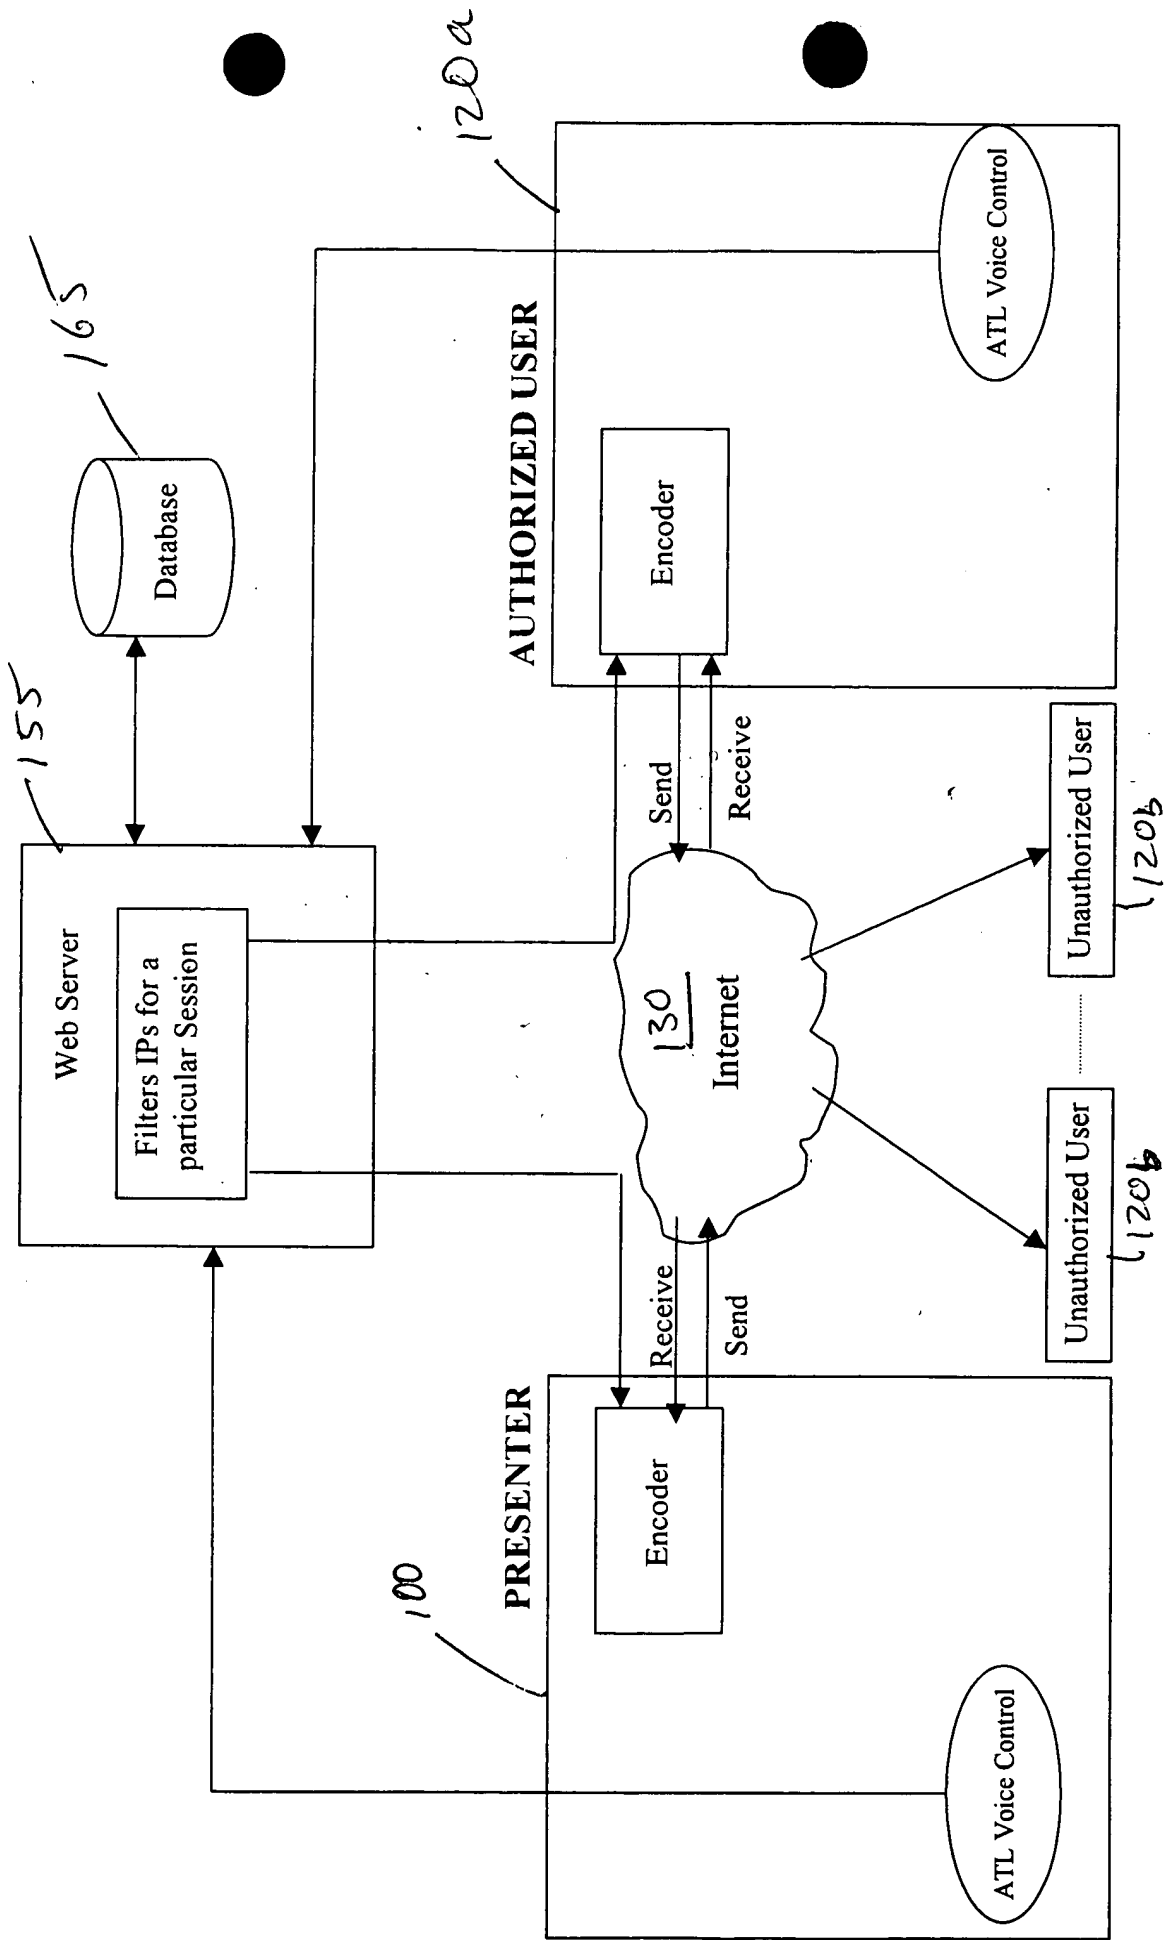 155
165
Web Server
Filters IPs for a
particular Session
Database
120a
100
PRESENTER
AUTHORIZED USER
Encoder
Receive
Send
130
Internet
Send
Receive
Encoder
ATL Voice Control
ATL Voice Control
Unauthorized User
Unauthorized User
120b
120b